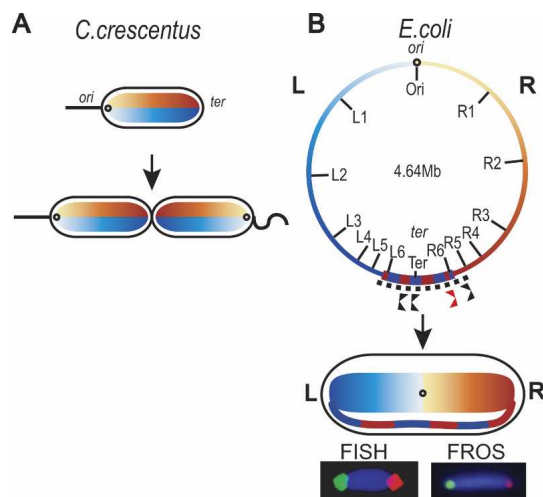 A
C.crescentus
B
E.coli
ori
ter
ori
Ori
L
R
L1
R1
L2
4.64Mb
R2
L3
ter
R3
L4
L5
L6
Ter
R6
R5
R4
L
R
FISH
FROS